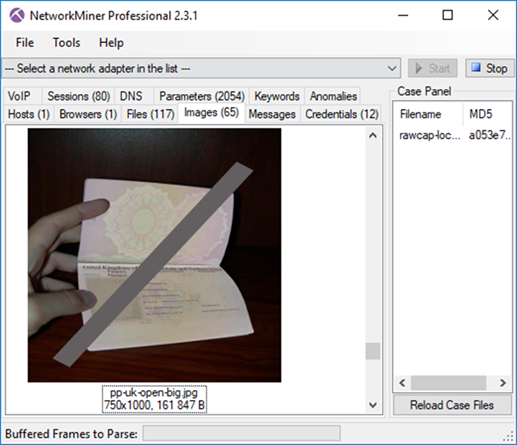 NetworkMiner Professional 2.3.1
File Tools Help
--- Select a network adapter in the list ---
Start
Stop
VoIP Sessions (80) DNS Parameters (2054) Keywords Anomalies
Hosts (1) Browsers (1) Files (117) Images (65) Messages Credentials (12)
Case Panel
Filename MD5
rawcap-loc... a053e7...
United Kingdom of
pp-uk-open-big.jpg
750x1000, 161 847 B
Reload Case Files
Buffered Frames to Parse: